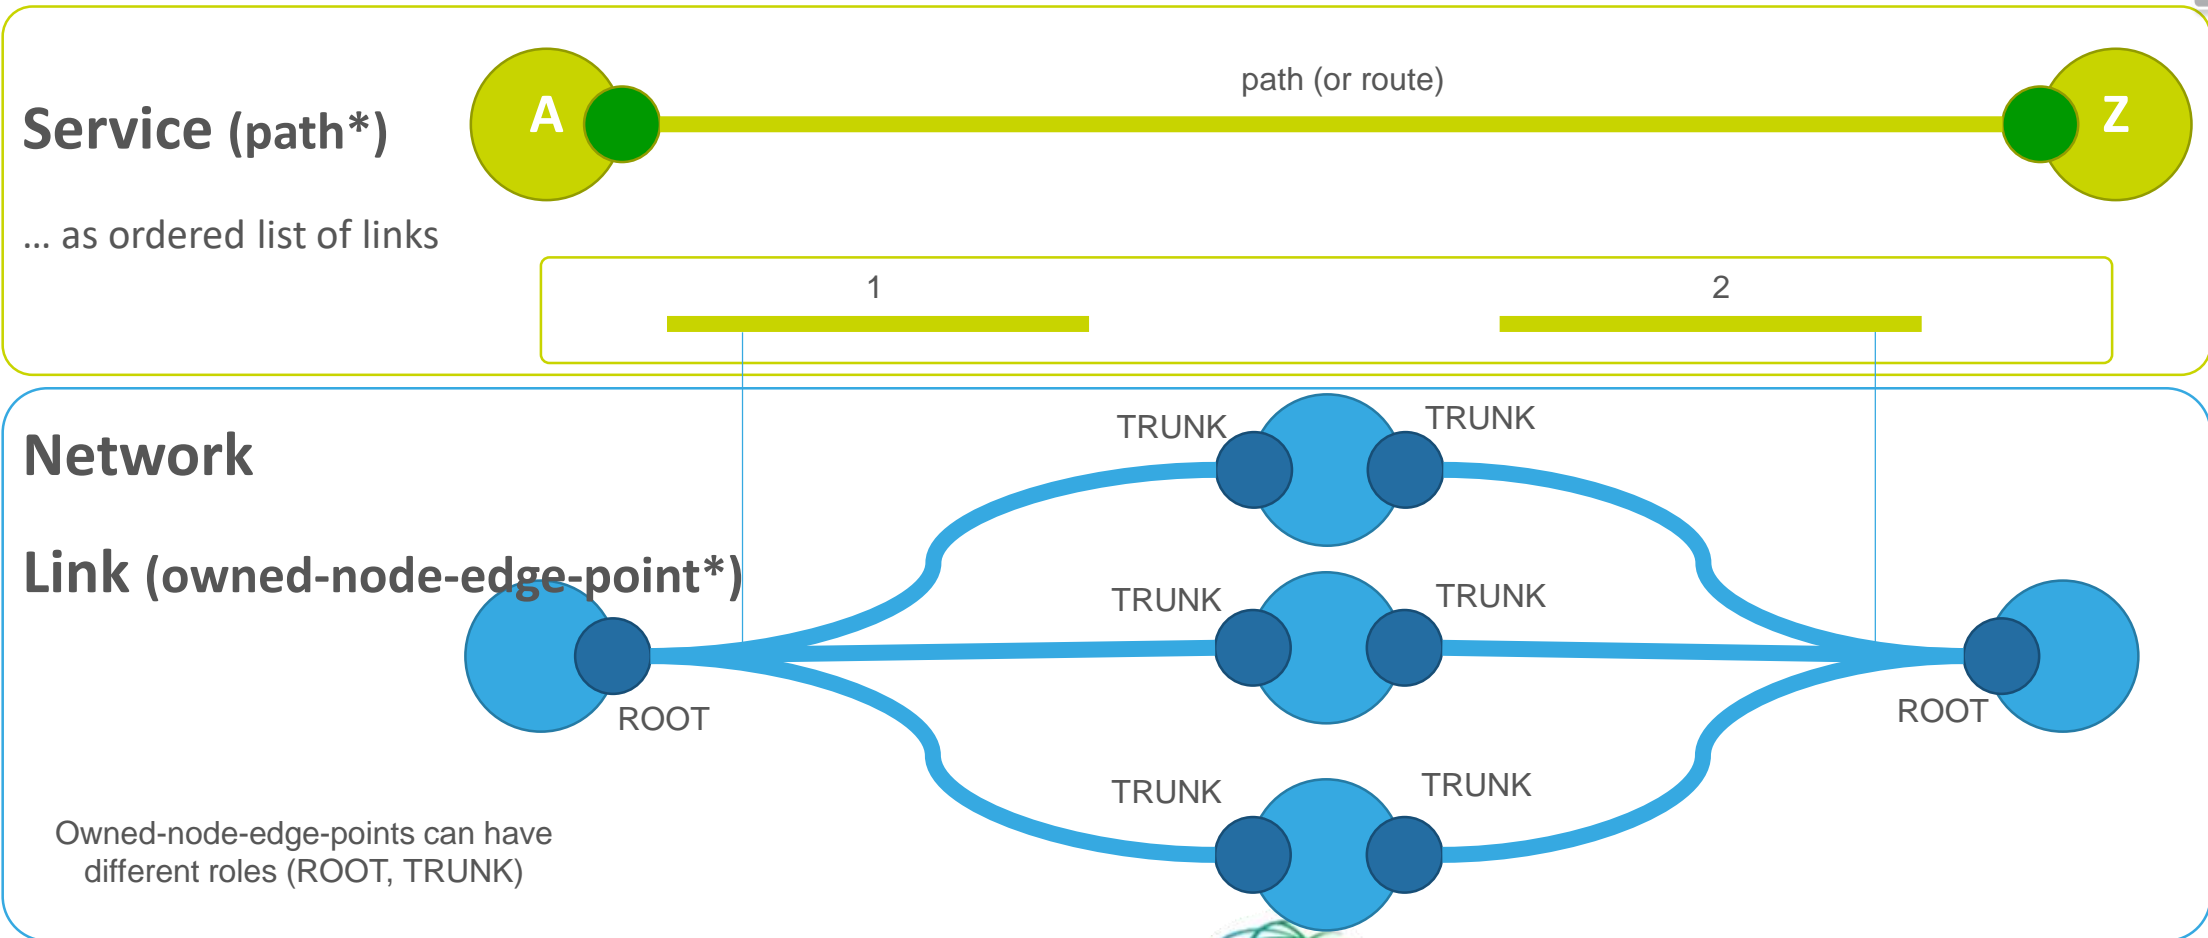 path (or route)
A
Z
Service (path*)
... as ordered list of links
1
2
Network
TRUNK
TRUNK
Link (owned-node-edge-point*)
TRUNK
TRUNK
ROOT
ROOT
TRUNK
TRUNK
Owned-node-edge-points can have
different roles (ROOT, TRUNK)